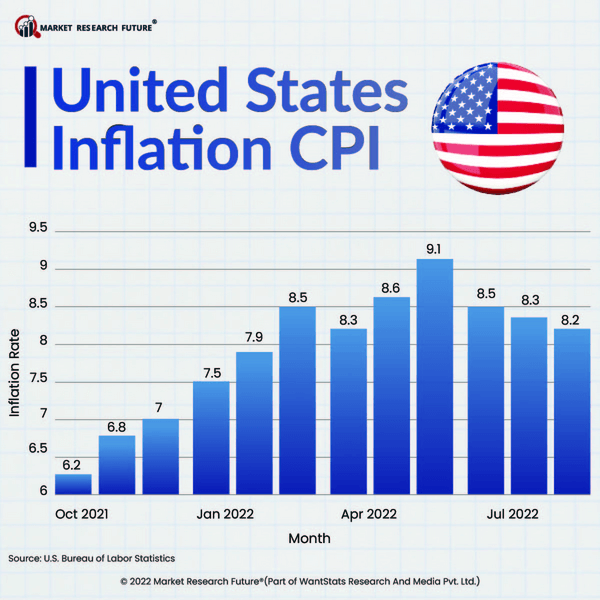 MARKET RESEARCH FUTURE®
United States
Inflation CPI
9.5
9
8.5
8
7.5
7
6.5
6
Inflation Rate
6.2
6.8
7
7.5
7.9
8.5
8.3
8.6
9.1
8.5
8.3
8.2
Oct 2021
Jan 2022
Apr 2022
Jul 2022
Month
Source: U.S. Bureau of Labor Statistics
© 2022 Market Research Future®(Part of WantStats Research And Media Pvt. Ltd.)